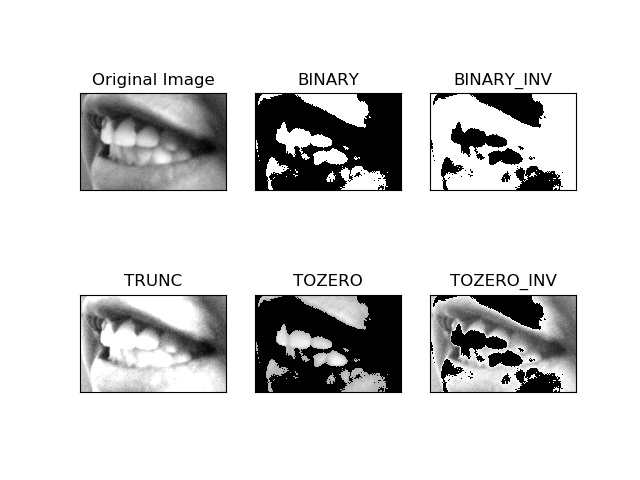 Original Image
BINARY
BINARY_INV
TRUNC
TOZERO
TOZERO_INV